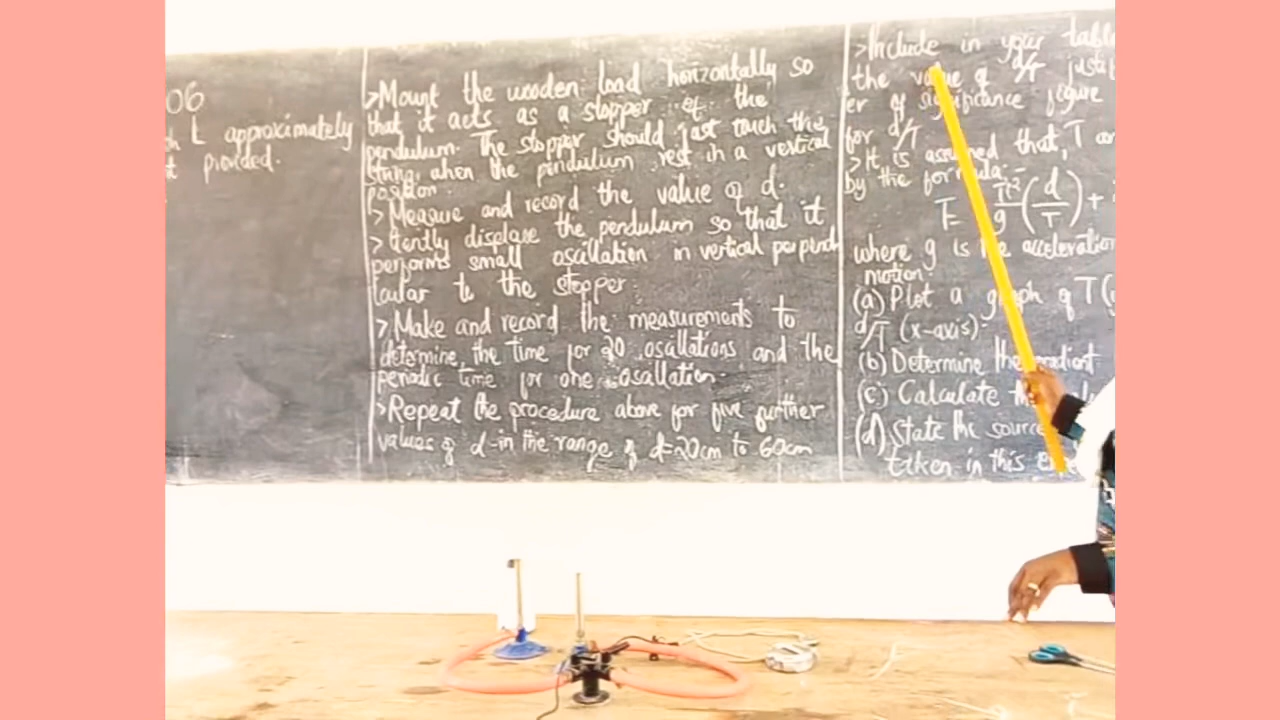 06
L approximately
provided.
>Mount the wooden load horizontally so
that it acts as a stopper of the
pendulum. The stopper should just touch the
string when the pendulum rest in a vertical
position.
> Measure and record the value of d.
> Gently displase the pendulum so that it
performs small oscillation in vertical perpend
icular to the stopper.
> Make and record the measurements to
determine the time for 20 osallations and the
periodic time for one osallation.
>Repeat the procedure above for five further
values of d in the range of d=20cm to 60cm
>Include in your table
the value of d/T
er of significance figure
for d/T
>It is assumed that, T
by the formula:-
T= π²/g (d/T) +
where g is the acceleration
motion.
(a) Plot a graph of T
d/T (x-axis).
(b) Determine the
(c) Calculate
(d) State the
taken in this